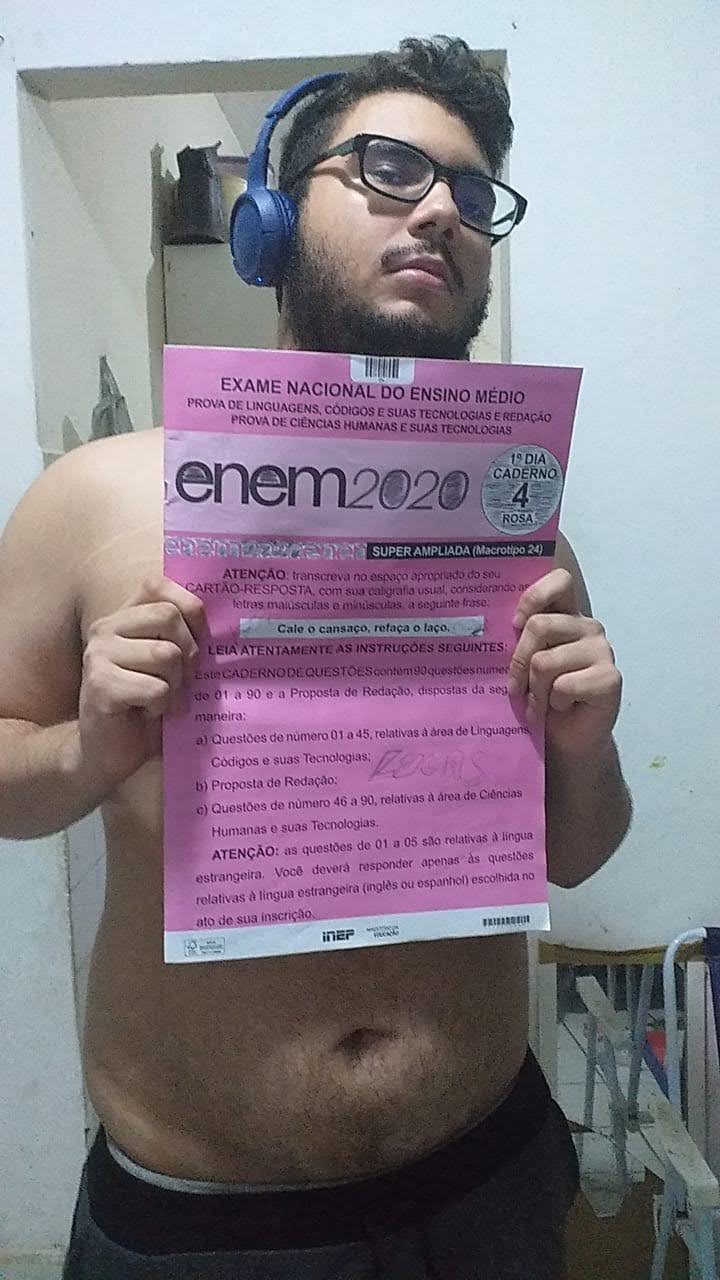 EXAME NACIONAL DO ENSINO MÉDIO
PROVA DE LINGUAGENS, CÓDIGOS E SUAS TECNOLOGIAS E REDAÇÃO
PROVA DE CIÊNCIAS HUMANAS E SUAS TECNOLOGIAS
enem2020
1º DIA
CADERNO
4
ROSA
SUPER AMPLIADA (Macrotipo 24)
ATENÇÃO: transcreva no espaço apropriado do seu
CARTÃO-RESPOSTA, com sua caligrafia usual, considerando as
letras maiúsculas e minúsculas, a seguinte frase:
Cale o cansaço, refaça o laço.
LEIA ATENTAMENTE AS INSTRUÇÕES SEGUINTES:
Este CADERNO DE QUESTÕES contém 90 questões numer
de 01 a 90 e a Proposta de Redação, dispostas da seg
maneira:
a) Questões de número 01 a 45, relativas à área de Linguagens,
Códigos e suas Tecnologias;
b) Proposta de Redação;
c) Questões de número 46 a 90, relativas à área de Ciências
Humanas e suas Tecnologias.
ATENÇÃO: as questões de 01 a 05 são relativas à língua
estrangeira. Você deverá responder apenas às questões
relativas à língua estrangeira (inglês ou espanhol) escolhida no
ato de sua inscrição.
INEP
MINISTÉRIO DA
EDUCAÇÃO